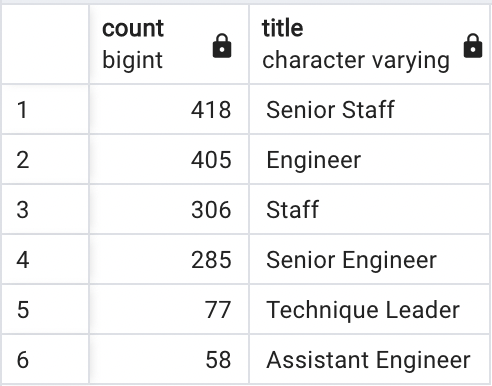 count title
bigint character varying
1 418 Senior Staff
2 405 Engineer
3 306 Staff
4 285 Senior Engineer
5 77 Technique Leader
6 58 Assistant Engineer